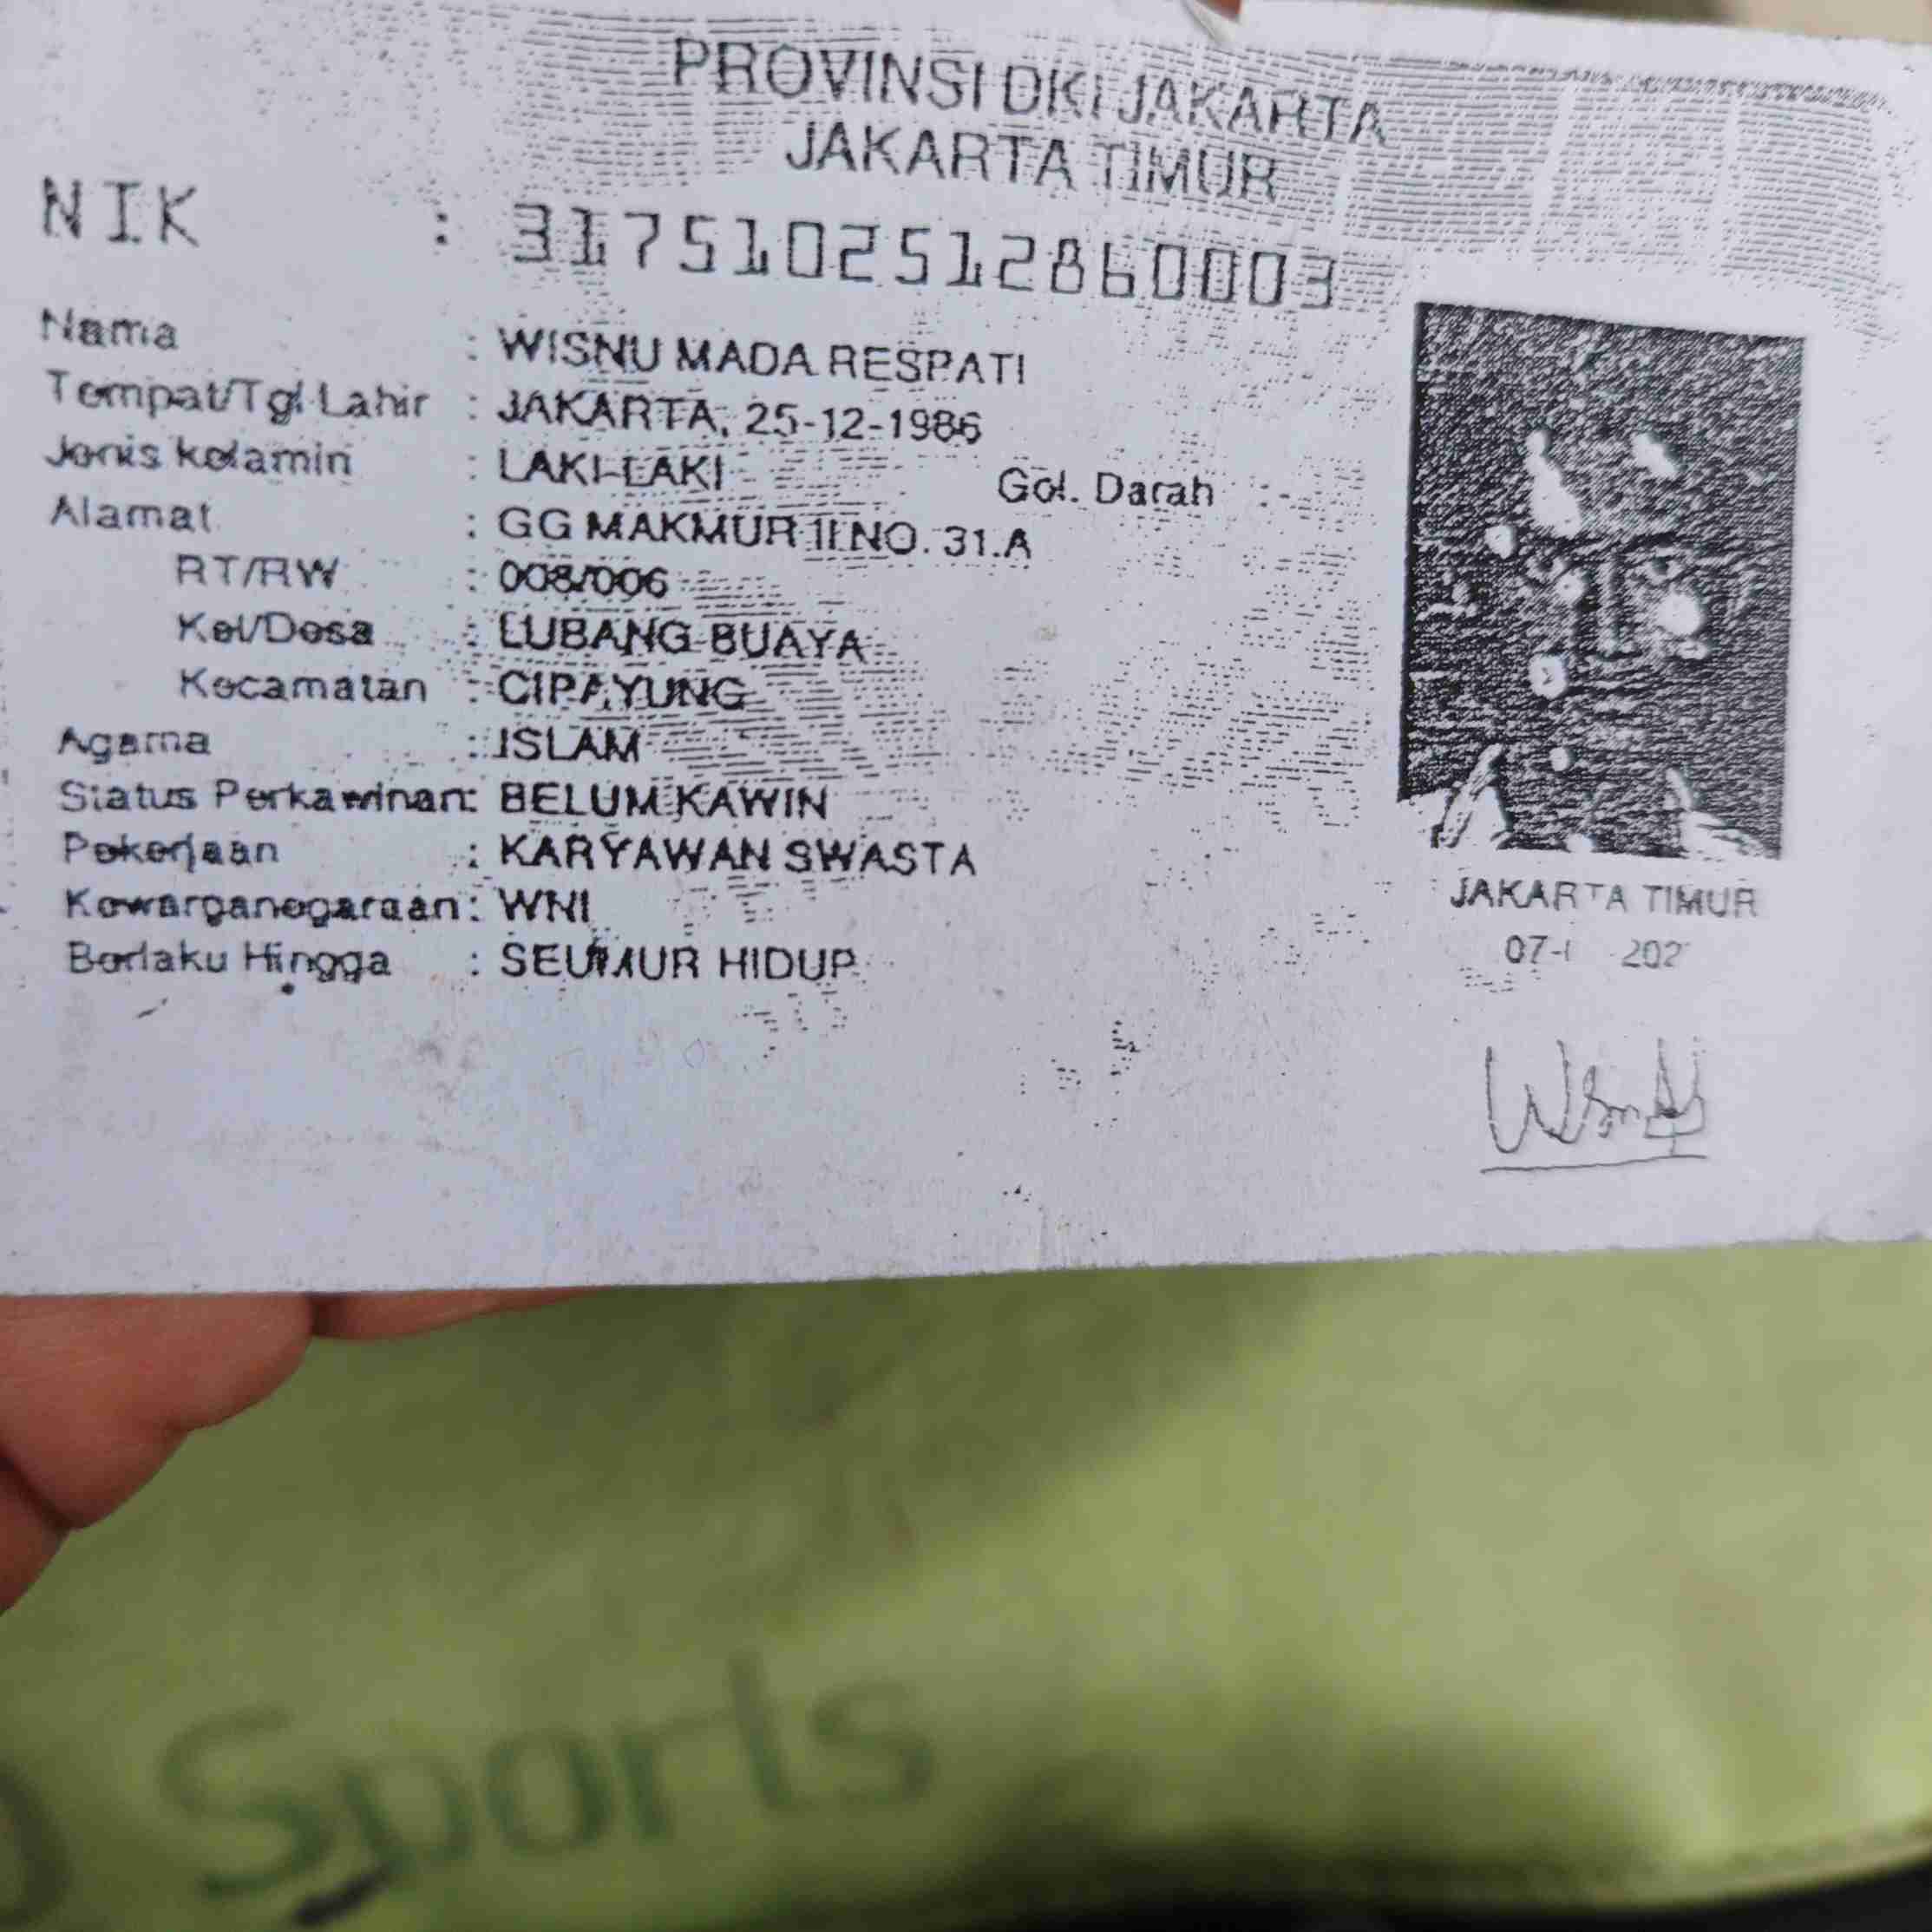 PROVINSI DKI JAKARTA
JAKARTA TIMUR
NIK : 3175102512860003
Nama : WISNU MADA RESPATI
Tempat/Tgl Lahir : JAKARTA, 25-12-1986
Jenis kelamin : LAKI-LAKI Gol. Darah : -
Alamat : GG MAKMUR II NO. 31.A
RT/RW : 008/006
Kel/Desa : LUBANG BUAYA
Kecamatan : CIPAYUNG
Agama : ISLAM
Status Perkawinan: BELUM KAWIN
Pekerjaan : KARYAWAN SWASTA
Kewarganegaraan: WNI
Berlaku Hingga : SEUMUR HIDUP
JAKARTA TIMUR
Sports